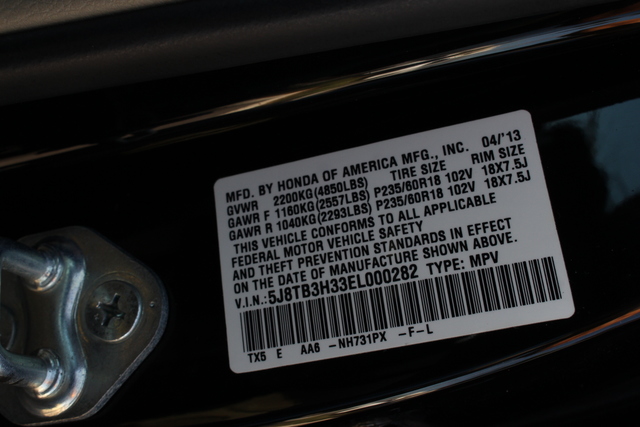 MFD. BY HONDA OF AMERICA MFG., INC. 04/'13
GVWR 2200KG(4850LBS) TIRE SIZE RIM SIZE
GAWR F 1160KG(2557LBS) P235/60R18 102V 18X7.5J
GAWR R 1040KG(2293LBS) P235/60R18 102V 18X7.5J
THIS VEHICLE CONFORMS TO ALL APPLICABLE
FEDERAL MOTOR VEHICLE SAFETY
AND THEFT PREVENTION STANDARDS IN EFFECT
ON THE DATE OF MANUFACTURE SHOWN ABOVE.
V.I.N.:5J8TB3H33EL000282 TYPE: MPV
TX5 E AA6 -NH731PX -F-L